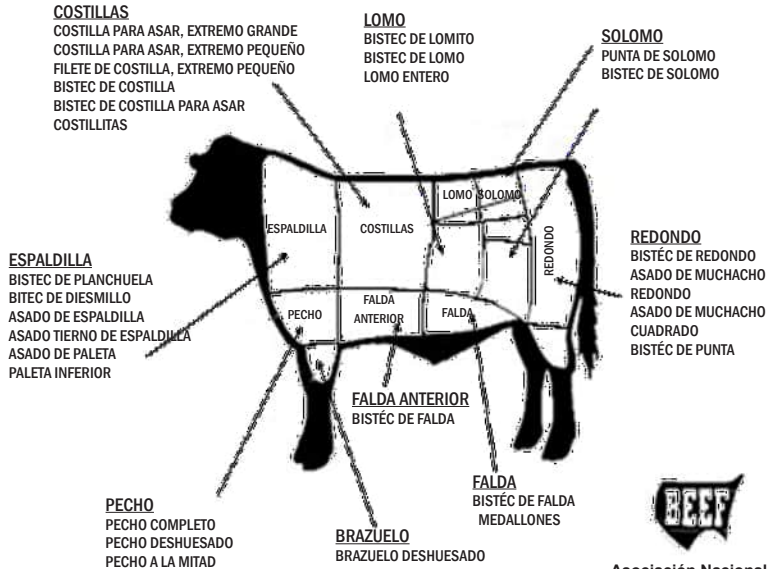 COSTILLAS
COSTILLA PARA ASAR, EXTREMO GRANDE
COSTILLA PARA ASAR, EXTREMO PEQUEÑO
FILETE DE COSTILLA, EXTREMO PEQUEÑO
BISTEC DE COSTILLA
BISTEC DE COSTILLA PARA ASAR
COSTILLITAS
LOMO
BISTEC DE LOMITO
BISTEC DE LOMO
LOMO ENTERO
SOLOMO
PUNTA DE SOLOMO
BISTEC DE SOLOMO
LOMO
SOLOMO
ESPALDILLA
COSTILLAS
REDONDO
PECHO
FALDA
ANTERIOR
FALDA
ESPALDILLA
BISTEC DE PLANCHUELA
BITEC DE DIESMILLO
ASADO DE ESPALDILLA
ASADO TIERNO DE ESPALDILLA
ASADO DE PALETA
PALETA INFERIOR
REDONDO
BISTÉC DE REDONDO
ASADO DE MUCHACHO
REDONDO
ASADO DE MUCHACHO
CUADRADO
BISTÉC DE PUNTA
FALDA ANTERIOR
BISTÉC DE FALDA
FALDA
BISTÉC DE FALDA
MEDALLONES
PECHO
PECHO COMPLETO
PECHO DESHUESADO
PECHO A LA MITAD
BRAZUELO
BRAZUELO DESHUESADO
BEEF
Asociación Nacional